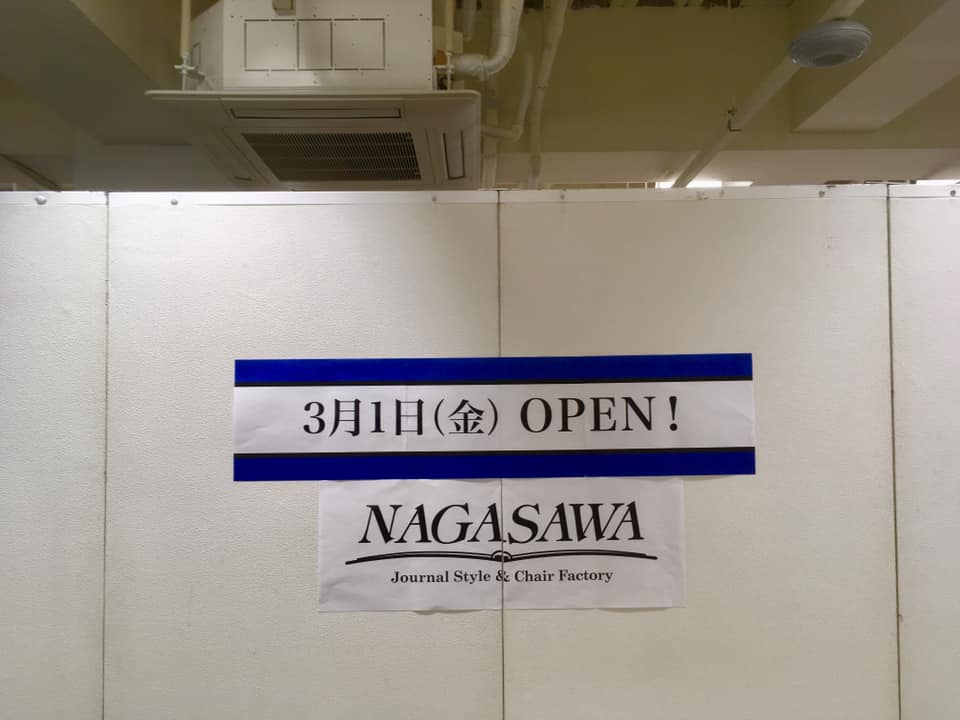 3月1日(金) OPEN!
NAGASAWA
Journal Style & Chair Factory